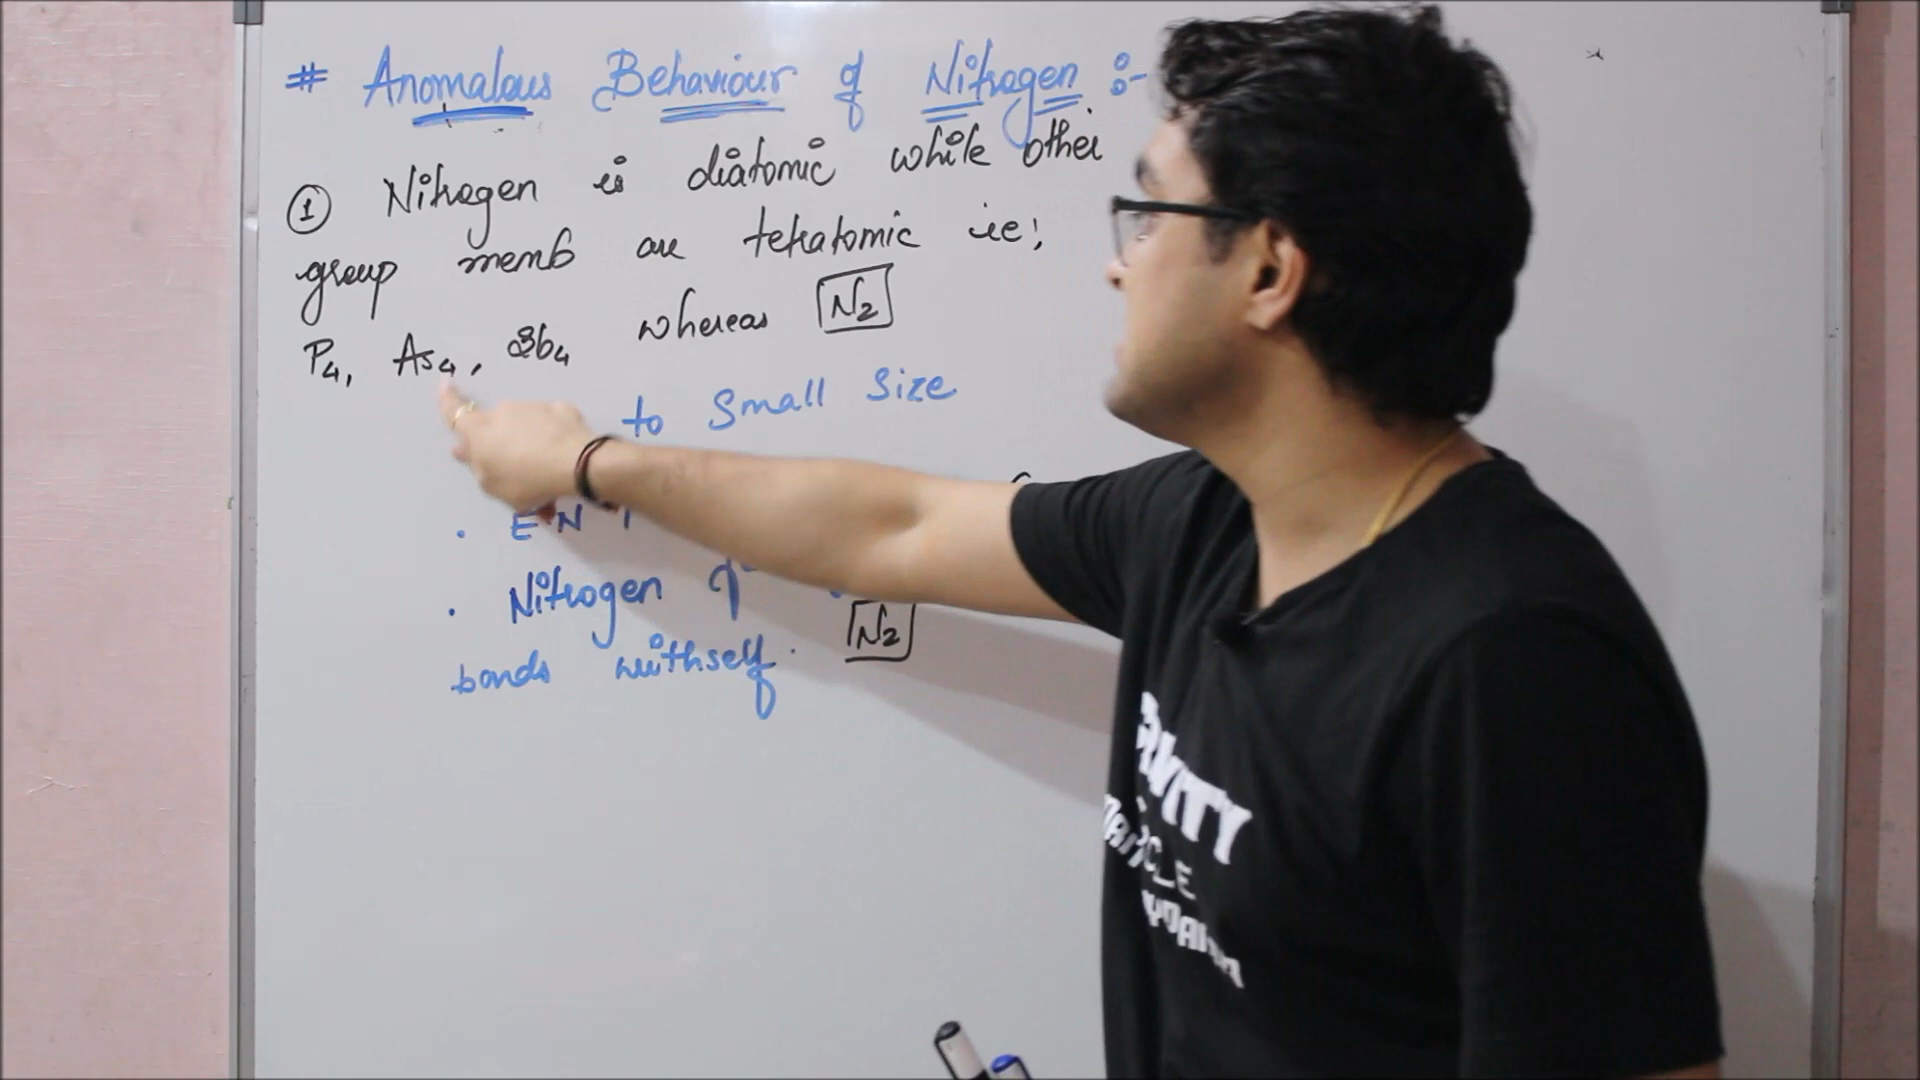 # Anomalous Behaviour of Nitrogen :-
① Nitrogen is diatomic while other
group memb are tetratomic ie;
P₄, As₄, Sb₄ whereas N₂
to Small Size
. EN ↑
. Nitrogen
bonds withself. N₂
GRAVITY